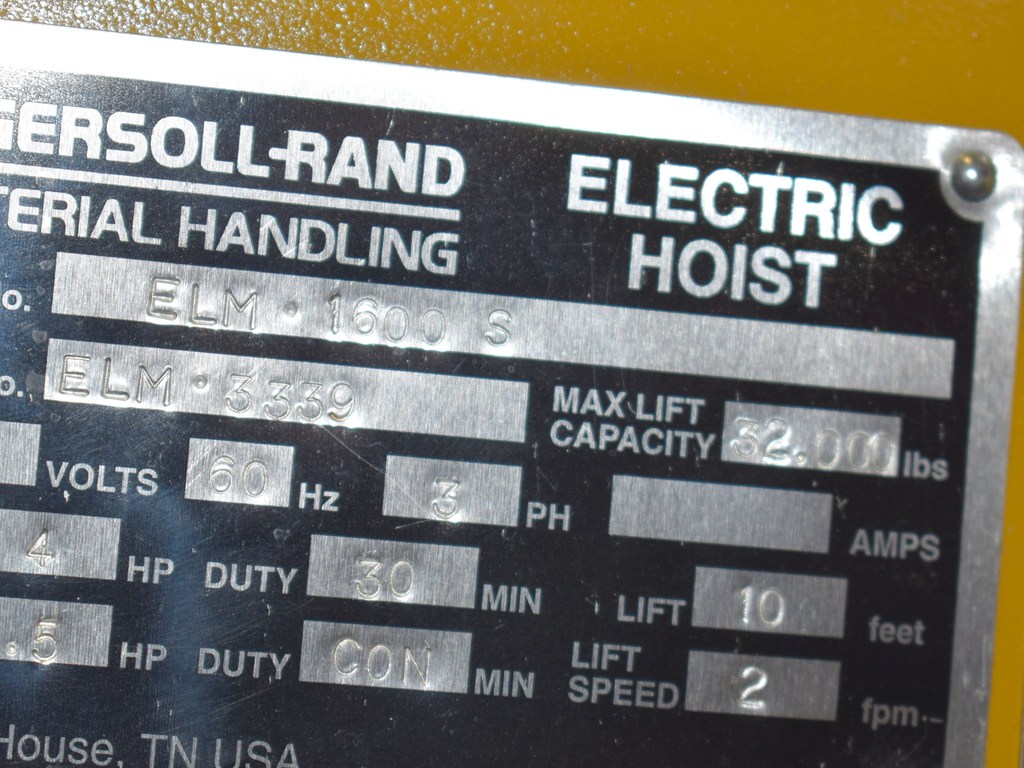 GERSOLL-RAND
TERIAL HANDLING
ELECTRIC
HOIST
o. ELM · 1600 S
o. ELM · 3339
MAX LIFT
CAPACITY 32.000 lbs
VOLTS 60 Hz 3 PH
AMPS
4 HP DUTY 30 MIN
LIFT 10 feet
.5 HP DUTY CON MIN
LIFT
SPEED 2 fpm
House, TN USA